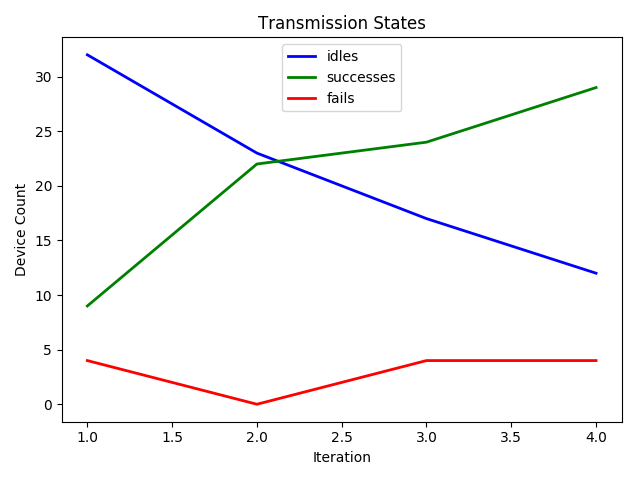 Transmission States
idles
successes
fails
Device Count
30
25
20
15
10
5
0
1.0 1.5 2.0 2.5 3.0 3.5 4.0
Iteration